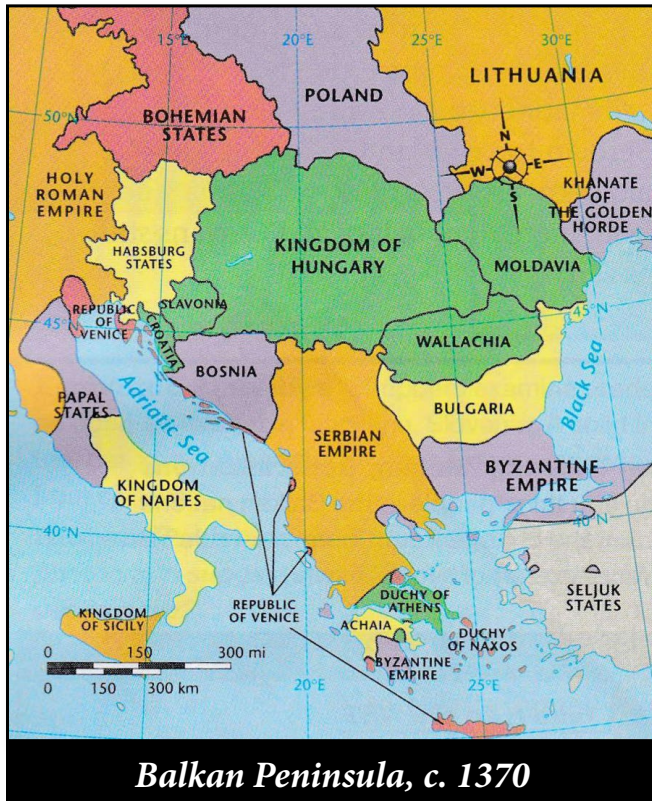 15°E
20°E
25°E
30°E
LITHUANIA
POLAND
50°N
BOHEMIAN
STATES
N
W
E
S
HOLY
ROMAN
EMPIRE
KHANATE
OF
THE GOLDEN
HORDE
KINGDOM OF
HUNGARY
HABSBURG
STATES
MOLDAVIA
SLAVONIA
REPUBLIC
OF
VENICE
45°N
CROATIA
45°N
WALLACHIA
BOSNIA
PAPAL
STATES
Adriatic Sea
BULGARIA
Black Sea
SERBIAN
EMPIRE
BYZANTINE
EMPIRE
KINGDOM
OF NAPLES
40°N
40°N
SELJUK
STATES
DUCHY OF
ATHENS
REPUBLIC
OF VENICE
KINGDOM
OF SICILY
ACHAIA
DUCHY
OF NAXOS
BYZANTINE
EMPIRE
0 150 300 mi
0 150 300 km
15°E
20°E
25°E
Balkan Peninsula, c. 1370